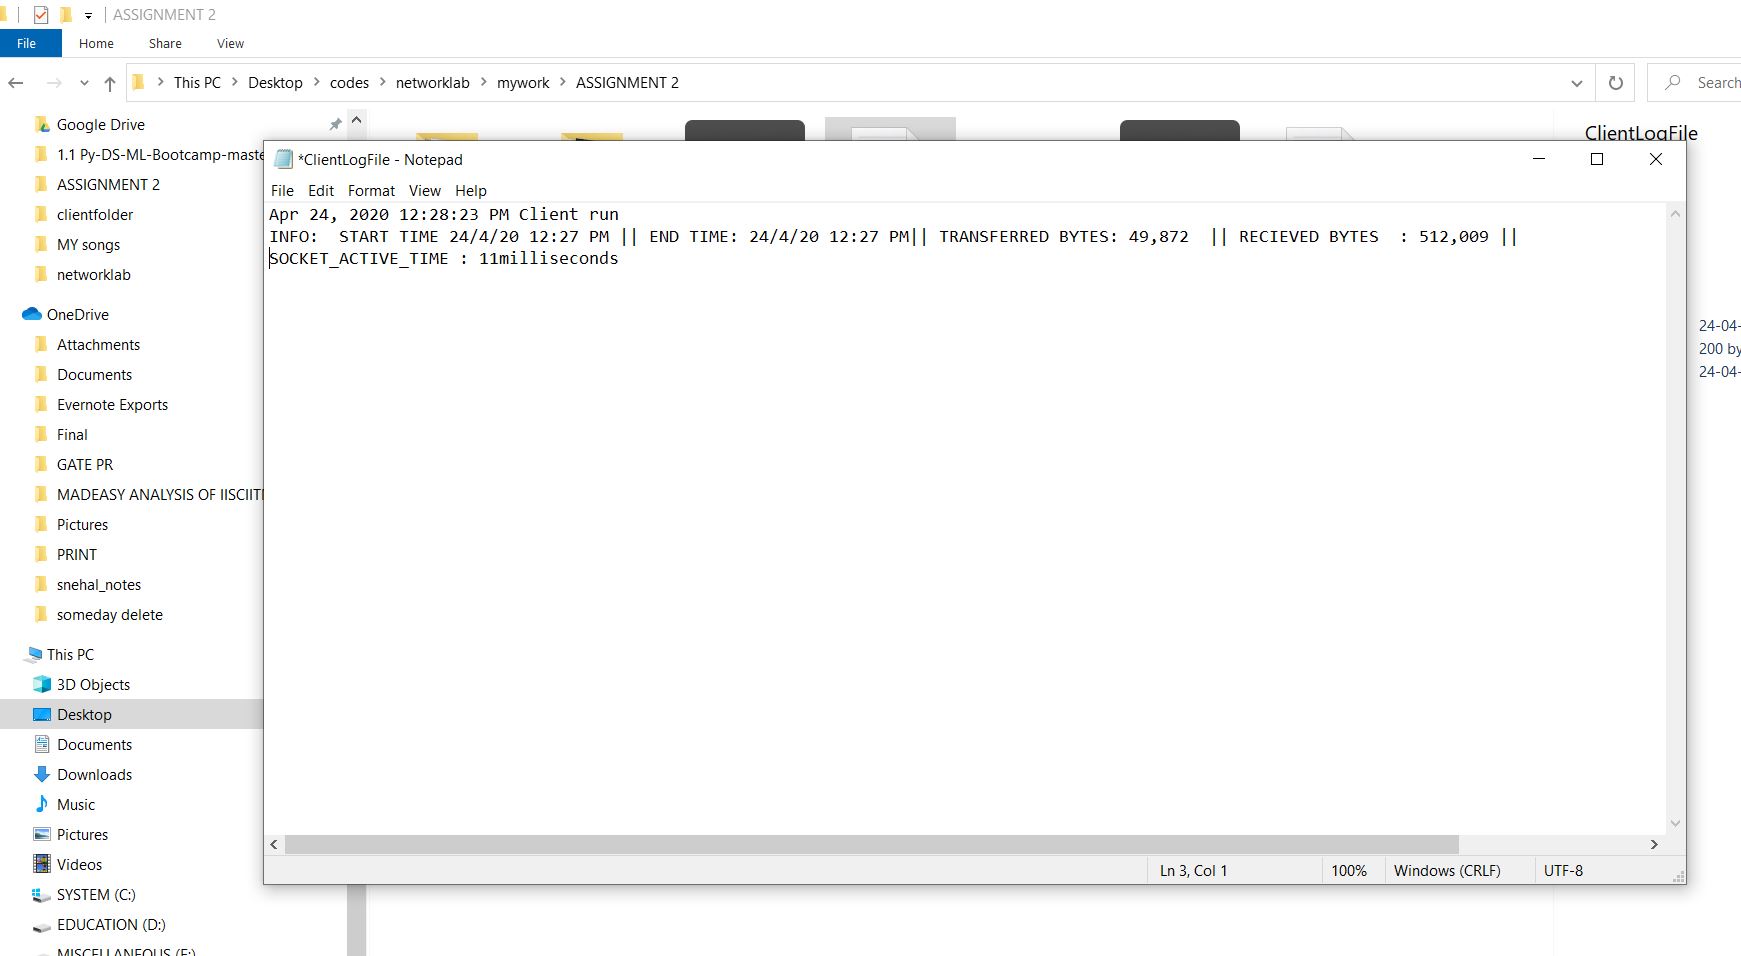 ASSIGNMENT 2
File Home Share View
This PC > Desktop > codes > networklab > mywork > ASSIGNMENT 2
Search
Google Drive
1.1 Py-DS-ML-Bootcamp-maste
ASSIGNMENT 2
clientfolder
MY songs
networklab
OneDrive
Attachments
Documents
Evernote Exports
Final
GATE PR
MADEASY ANALYSIS OF IISCIIT
Pictures
PRINT
snehal_notes
someday delete
This PC
3D Objects
Desktop
Documents
Downloads
Music
Pictures
Videos
SYSTEM (C:)
EDUCATION (D:)
MISCELLANEOUS (E:)
*ClientLogFile - Notepad
File Edit Format View Help
Apr 24, 2020 12:28:23 PM Client run
INFO:  START TIME 24/4/20 12:27 PM || END TIME: 24/4/20 12:27 PM|| TRANSFERRED BYTES: 49,872  || RECIEVED BYTES  : 512,009 ||
SOCKET_ACTIVE_TIME : 11milliseconds
Ln 3, Col 1 100% Windows (CRLF) UTF-8
ClientLogFile
24-04-
200 by
24-04-